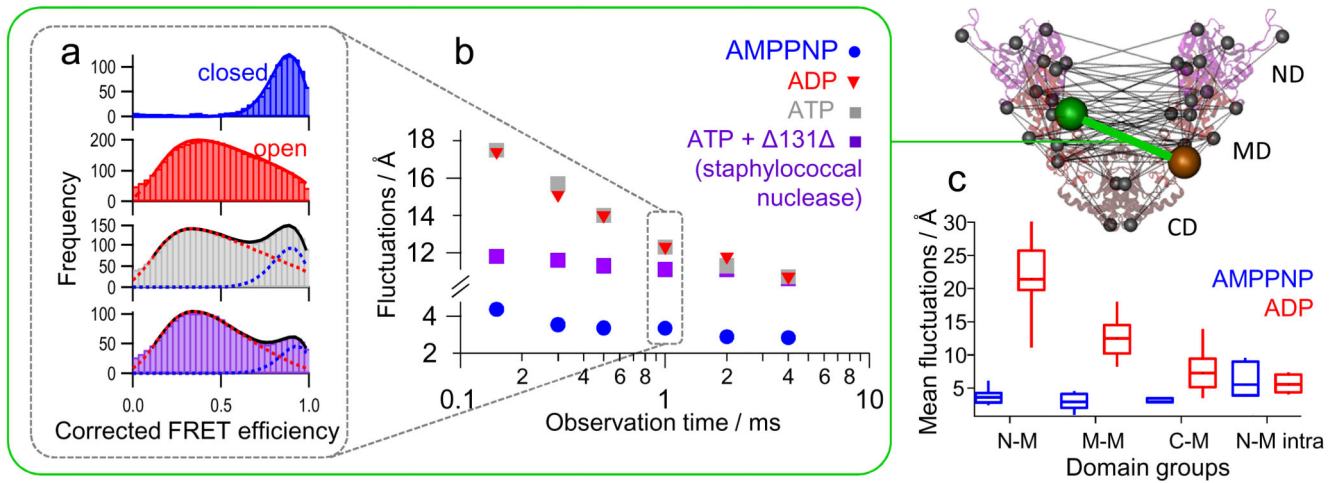 a
closed
100
50
0
200
open
100
0
150
100
50
0
100
50
0
Frequency
0.0
0.5
1.0
Corrected FRET efficiency
b
AMPPNP
ADP
ATP
ATP + Δ131Δ
(staphylococcal
nuclease)
Fluctuations / Å
18
16
14
12
4
2
0.1
2
4
6
8
1
2
4
6
8
10
Observation time / ms
ND
MD
CD
c
Mean fluctuations / Å
30
25
20
15
10
5
AMPPNP
ADP
N-M
M-M
C-M
N-M intra
Domain groups